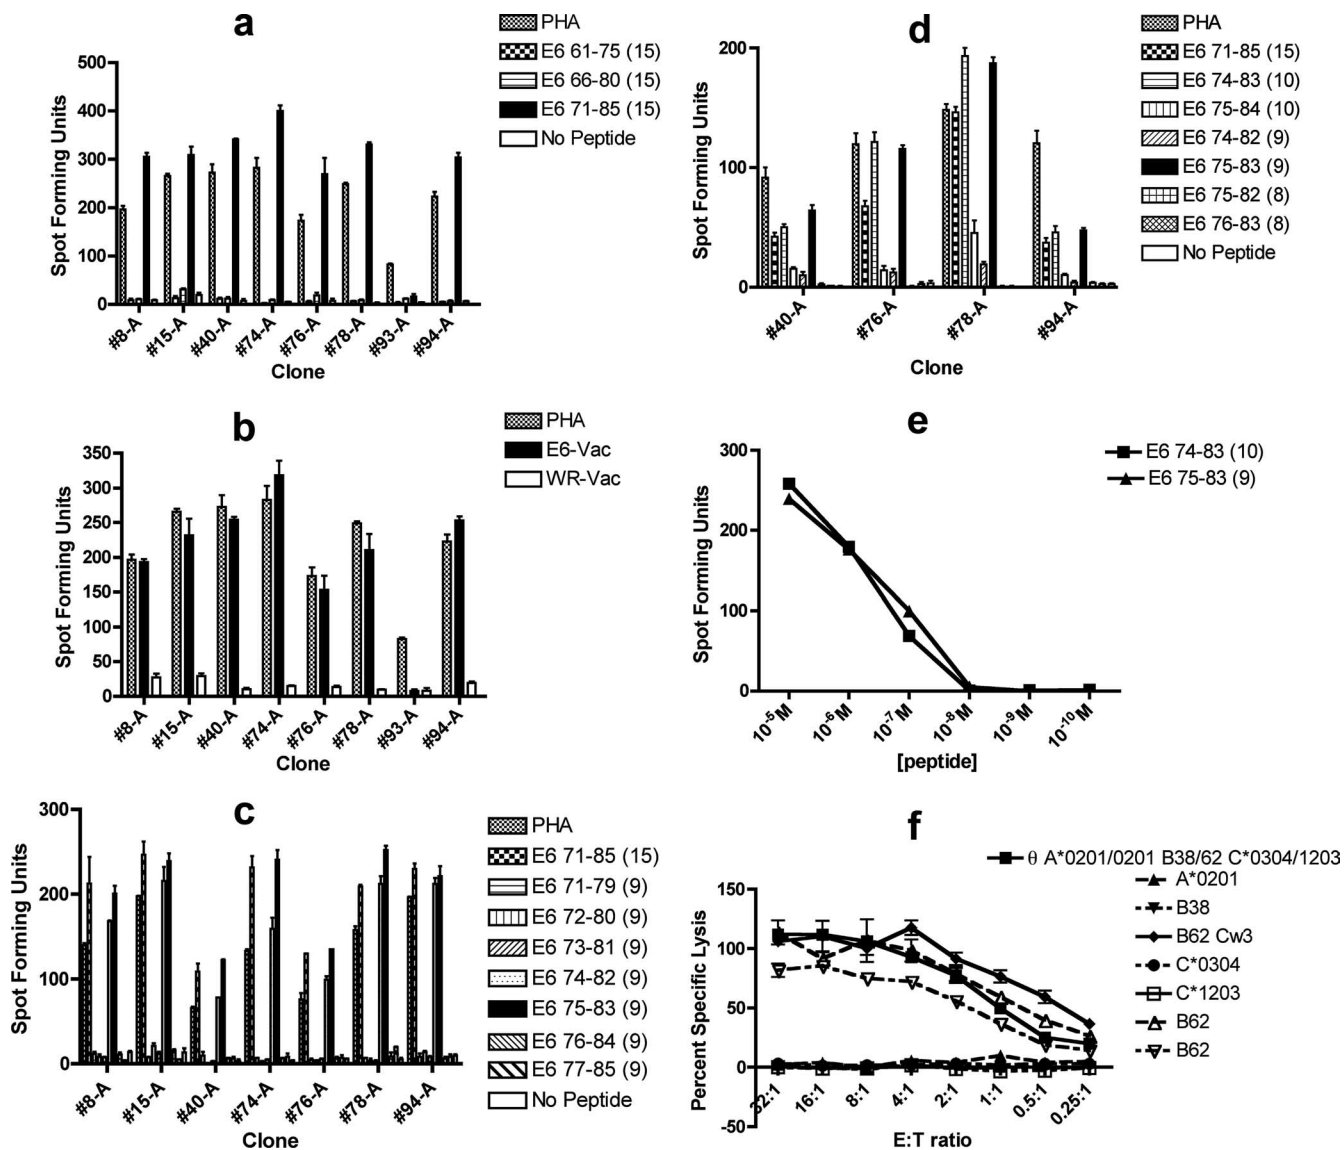 a
PHA
E6 61-75 (15)
E6 66-80 (15)
E6 71-85 (15)
No Peptide
Spot Forming Units
500
400
300
200
100
0
#8-A
#15-A
#40-A
#74-A
#76-A
#78-A
#93-A
#94-A
Clone
d
PHA
E6 71-85 (15)
E6 74-83 (10)
E6 75-84 (10)
E6 74-82 (9)
E6 75-83 (9)
E6 75-82 (8)
E6 76-83 (8)
No Peptide
Spot Forming Units
200
100
0
#40-A
#76-A
#78-A
#94-A
Clone
b
PHA
E6-Vac
WR-Vac
Spot Forming Units
350
300
250
200
150
100
50
0
#8-A
#15-A
#40-A
#74-A
#76-A
#78-A
#93-A
#94-A
Clone
e
E6 74-83 (10)
E6 75-83 (9)
Spot Forming Units
300
200
100
0
10⁻⁵M
10⁻⁶M
10⁻⁷M
10⁻⁸M
10⁻⁹M
10⁻¹⁰M
[peptide]
c
PHA
E6 71-85 (15)
E6 71-79 (9)
E6 72-80 (9)
E6 73-81 (9)
E6 74-82 (9)
E6 75-83 (9)
E6 76-84 (9)
E6 77-85 (9)
No Peptide
Spot Forming Units
300
200
100
0
#8-A
#15-A
#40-A
#74-A
#76-A
#78-A
#94-A
Clone
f
θ A*0201/0201 B38/62 C*0304/1203
A*0201
B38
B62 Cw3
C*0304
C*1203
B62
B62
Percent Specific Lysis
150
100
50
0
-50
32:1
16:1
8:1
4:1
2:1
1:1
0.5:1
0.25:1
E:T ratio